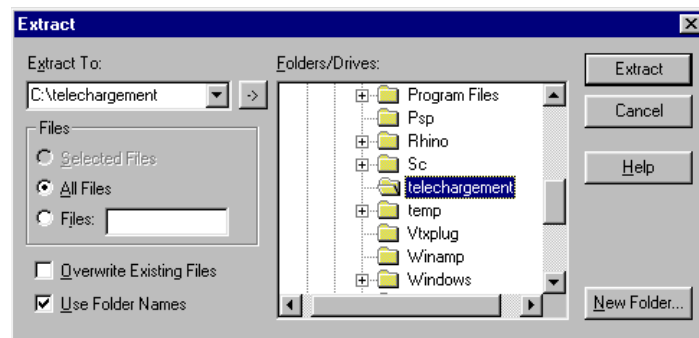 Extract
Extract To:
C:\telechargement
->
Files
Selected Files
All Files
Files:
Overwrite Existing Files
Use Folder Names
Folders/Drives:
Program Files
Psp
Rhino
Sc
telechargement
temp
Vtxplug
Winamp
Windows
Extract
Cancel
Help
New Folder...